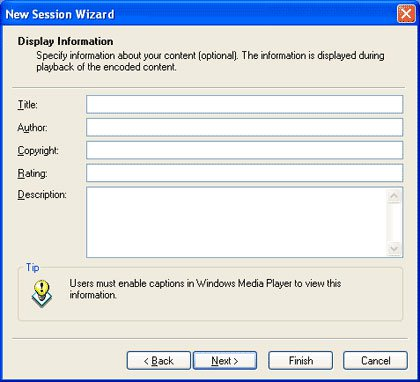 New Session Wizard
Display Information
Specify information about your content (optional). The information is displayed during
playback of the encoded content.
Title:
Author:
Copyright:
Rating:
Description:
Tip
Users must enable captions in Windows Media Player to view this
information.
< Back
Next >
Finish
Cancel